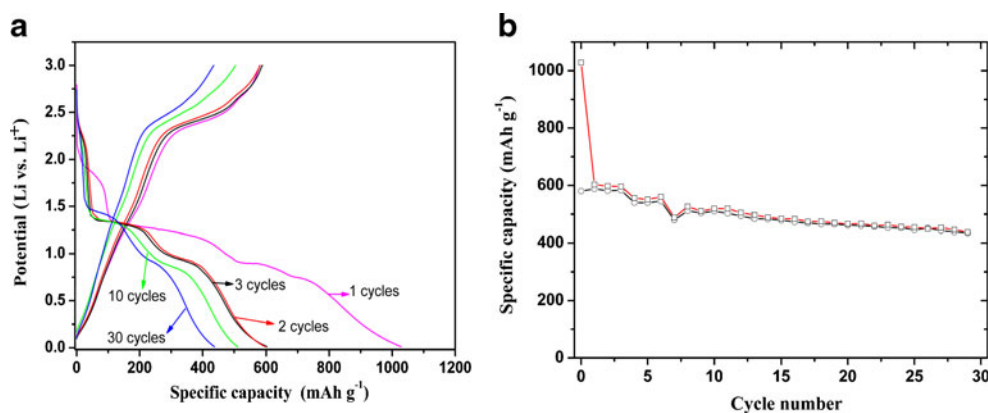 a
3.0
2.5
2.0
1.5
1.0
0.5
0.0
Potential (Li vs. Li⁺)
3 cycles
1 cycles
10 cycles
2 cycles
30 cycles
0 200 400 600 800 1000 1200
Specific capacity (mAh g⁻¹)
b
1000
800
600
400
200
0
Specific capacity (mAh g⁻¹)
0 5 10 15 20 25 30
Cycle number